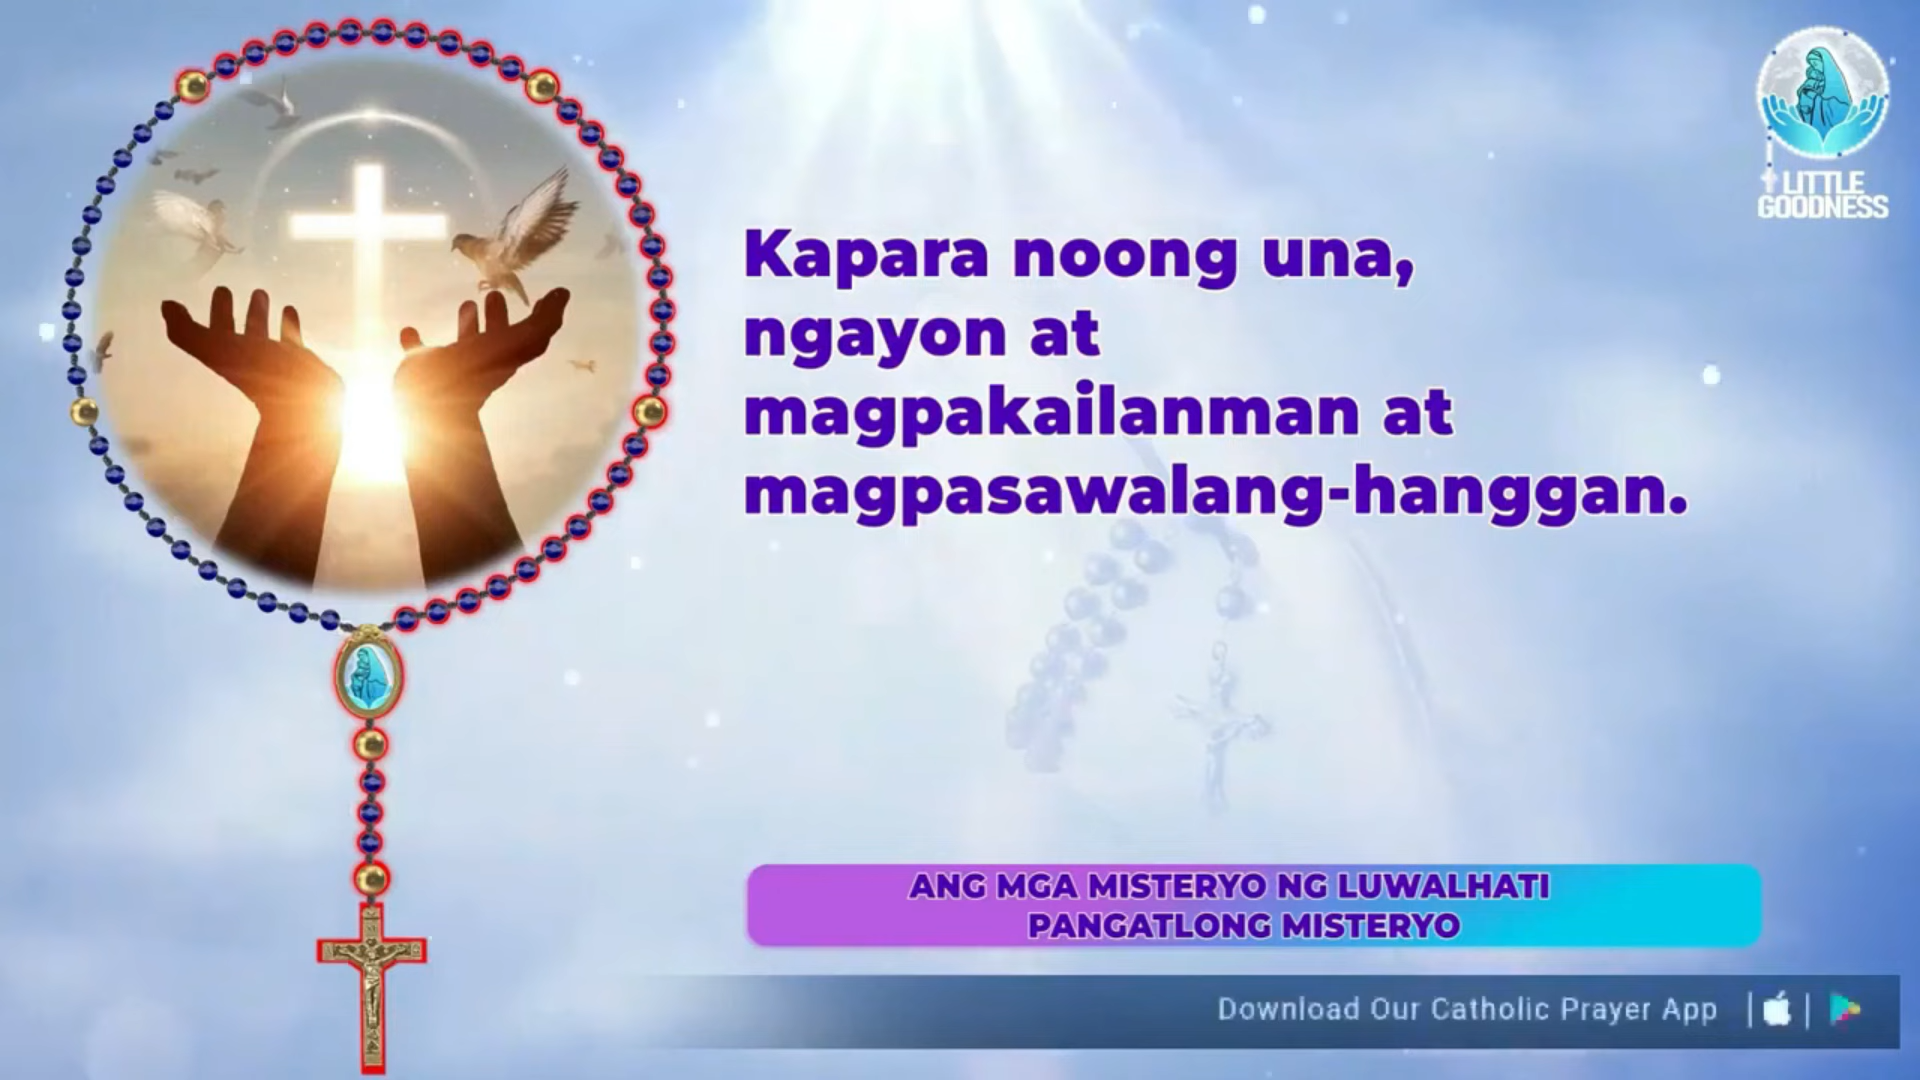 LITTLE
GOODNESS
Kapara noong una,
ngayon at
magpakailanman at
magpasawalang-hanggan.
ANG MGA MISTERYO NG LUWALHATI
PANGATLONG MISTERYO
Download Our Catholic Prayer App